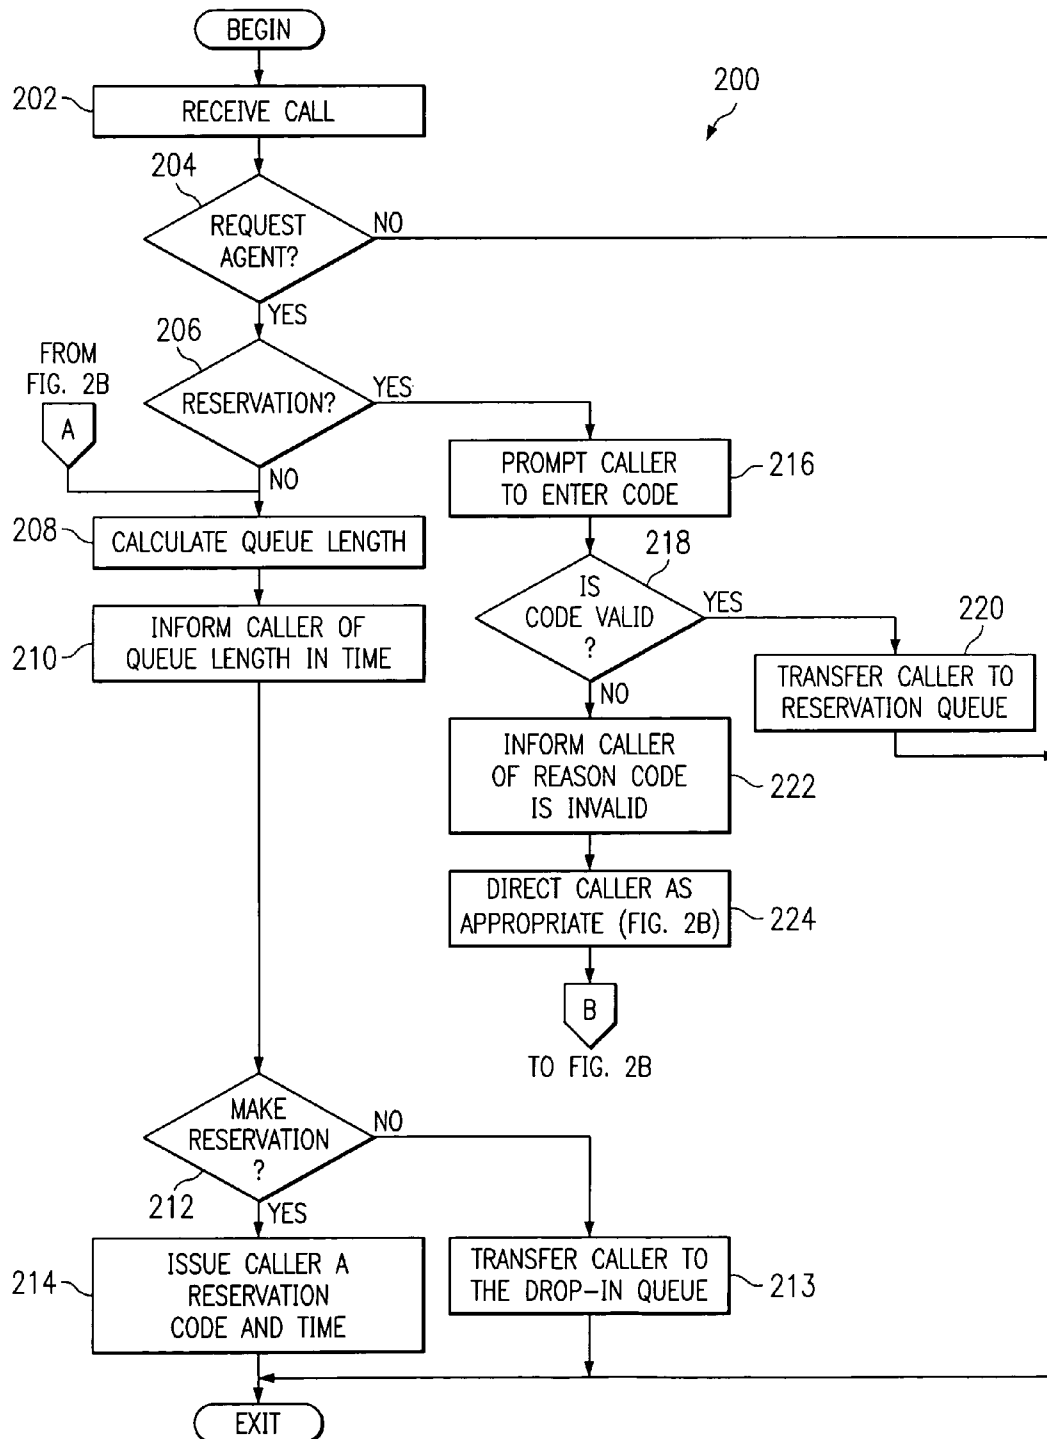 BEGIN
202
RECEIVE CALL
200
204
REQUEST
AGENT?
NO
YES
206
FROM
FIG. 2B
A
RESERVATION?
YES
NO
PROMPT CALLER
TO ENTER CODE
216
208
CALCULATE QUEUE LENGTH
218
IS
CODE VALID
?
YES
NO
220
TRANSFER CALLER TO
RESERVATION QUEUE
210
INFORM CALLER OF
QUEUE LENGTH IN TIME
INFORM CALLER
OF REASON CODE
IS INVALID
222
DIRECT CALLER AS
APPROPRIATE (FIG. 2B)
224
B
TO FIG. 2B
MAKE
RESERVATION
?
NO
212
YES
214
ISSUE CALLER A
RESERVATION
CODE AND TIME
TRANSFER CALLER TO
THE DROP-IN QUEUE
213
EXIT